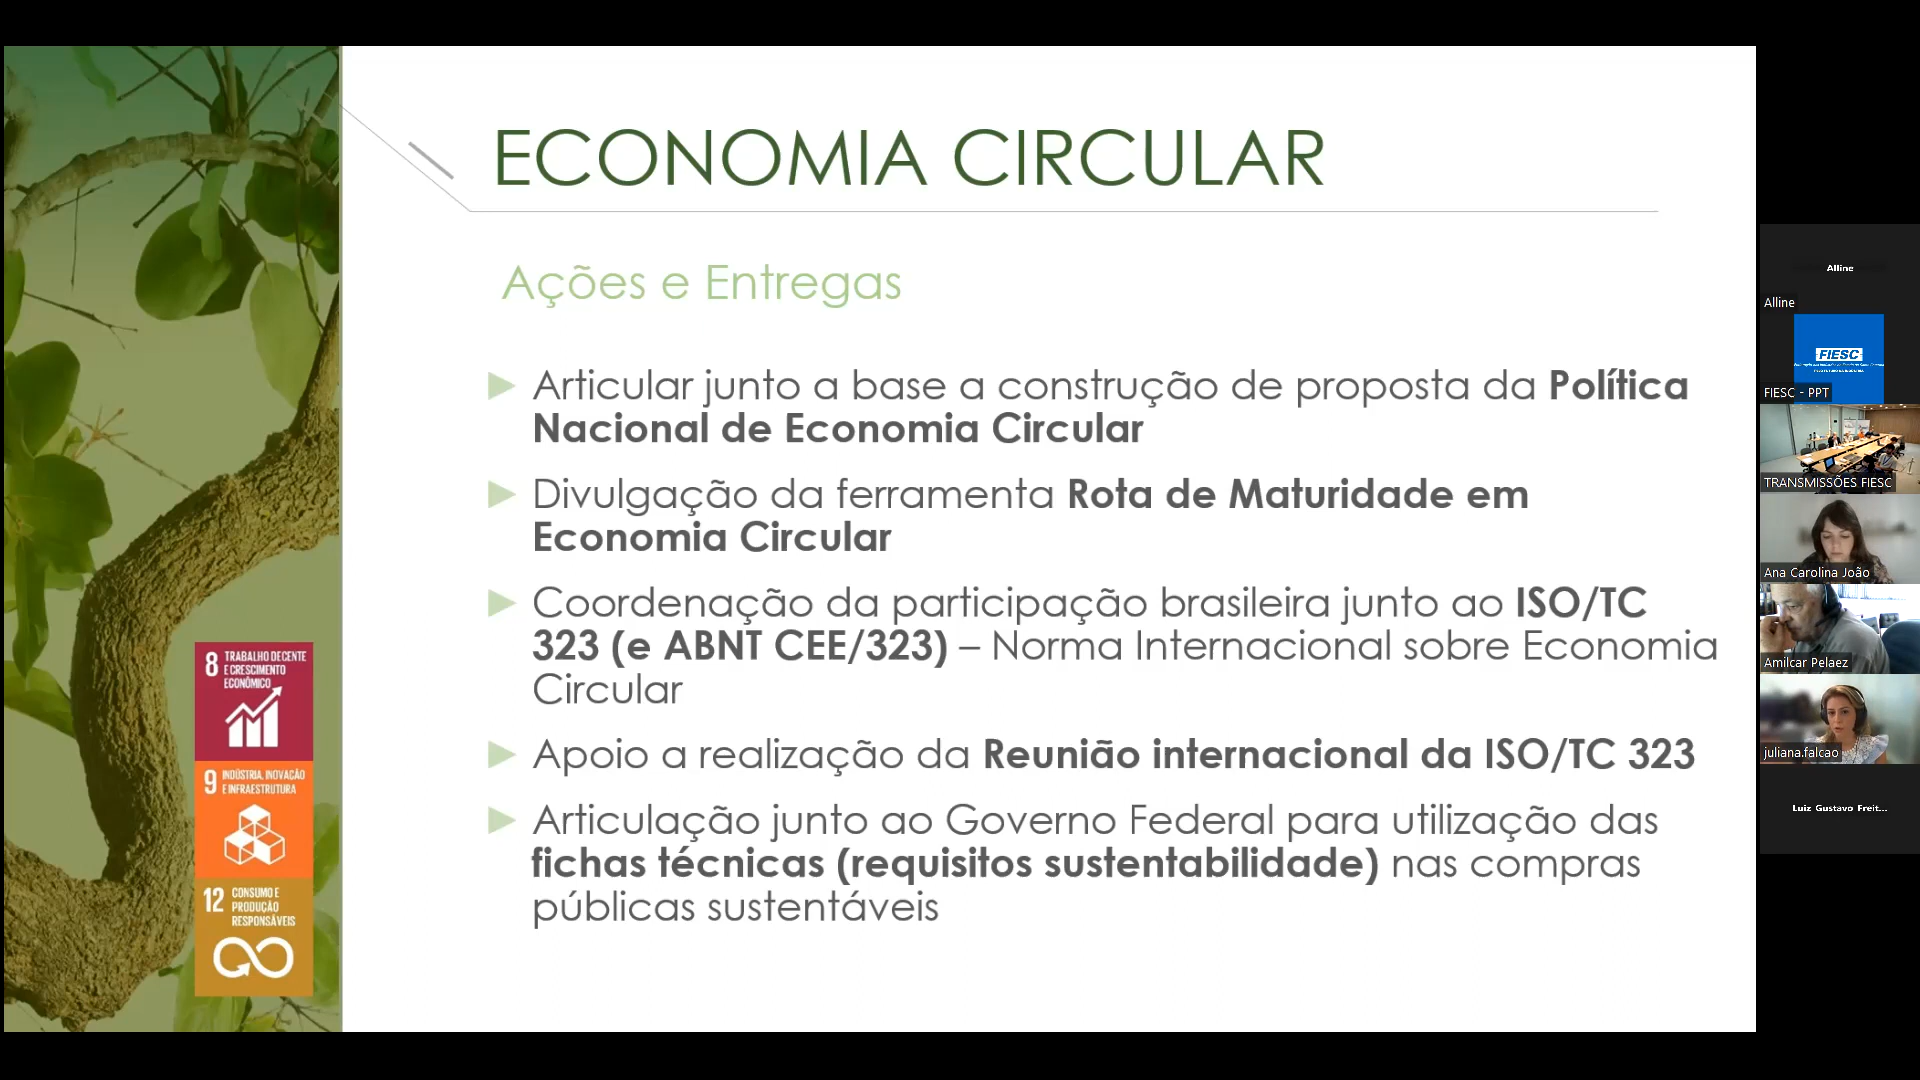 ECONOMIA CIRCULAR
Ações e Entregas
Articular junto a base a construção de proposta da Política
Nacional de Economia Circular
Divulgação da ferramenta Rota de Maturidade em
Economia Circular
Coordenação da participação brasileira junto ao ISO/TC
323 (e ABNT CEE/323) – Norma Internacional sobre Economia
Circular
Apoio a realização da Reunião internacional da ISO/TC 323
Articulação junto ao Governo Federal para utilização das
fichas técnicas (requisitos sustentabilidade) nas compras
públicas sustentáveis
8 TRABALHO DECENTE
E CRESCIMENTO
ECONÔMICO
9 INDÚSTRIA, INOVAÇÃO
E INFRAESTRUTURA
12 CONSUMO E
PRODUÇÃO
RESPONSÁVEIS
Alline
Alline
FIESC
FIESC - PPT
TRANSMISSÕES FIESC
Ana Carolina João
Amilcar Pelaez
juliana.falcao
Luiz Gustavo Freit...